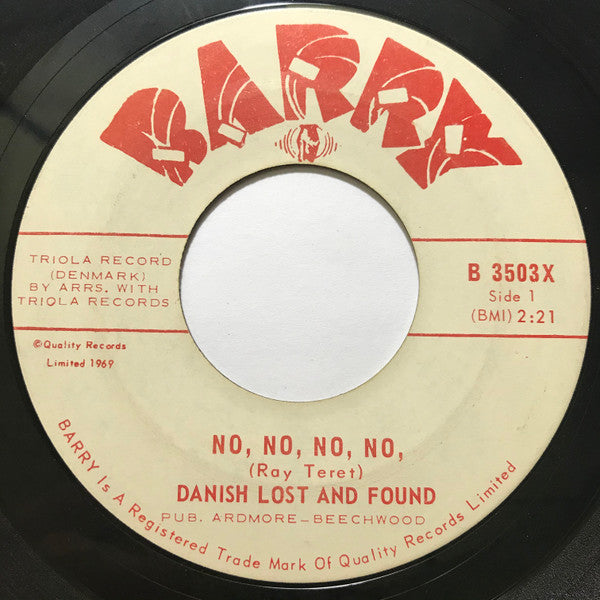 BARRY
TRIOLA RECORD
(DENMARK)
BY ARRS. WITH
TRIOLA RECORDS
B 3503X
Side 1
(BMI) 2:21
©Quality Records
Limited 1969
NO, NO, NO, NO,
(Ray Teret)
DANISH LOST AND FOUND
PUB. ARDMORE-BEECHWOOD
BARRY Is A Registered Trade Mark Of Quality Records Limited